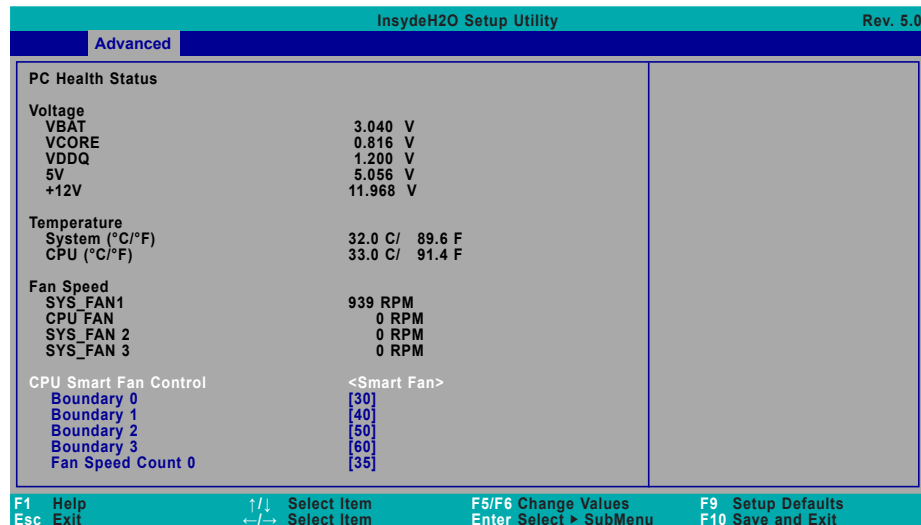 InsydeH2O Setup Utility Rev. 5.0
Advanced
PC Health Status
Voltage
VBAT 3.040 V
VCORE 0.816 V
VDDQ 1.200 V
5V 5.056 V
+12V 11.968 V
Temperature
System (°C/°F) 32.0 C/ 89.6 F
CPU (°C/°F) 33.0 C/ 91.4 F
Fan Speed
SYS_FAN1 939 RPM
CPU FAN 0 RPM
SYS_FAN 2 0 RPM
SYS_FAN 3 0 RPM
CPU Smart Fan Control <Smart Fan>
Boundary 0 [30]
Boundary 1 [40]
Boundary 2 [50]
Boundary 3 [60]
Fan Speed Count 0 [35]
F1 Help ↑/↓ Select Item F5/F6 Change Values F9 Setup Defaults
Esc Exit ←/→ Select Item Enter Select ▶ SubMenu F10 Save and Exit